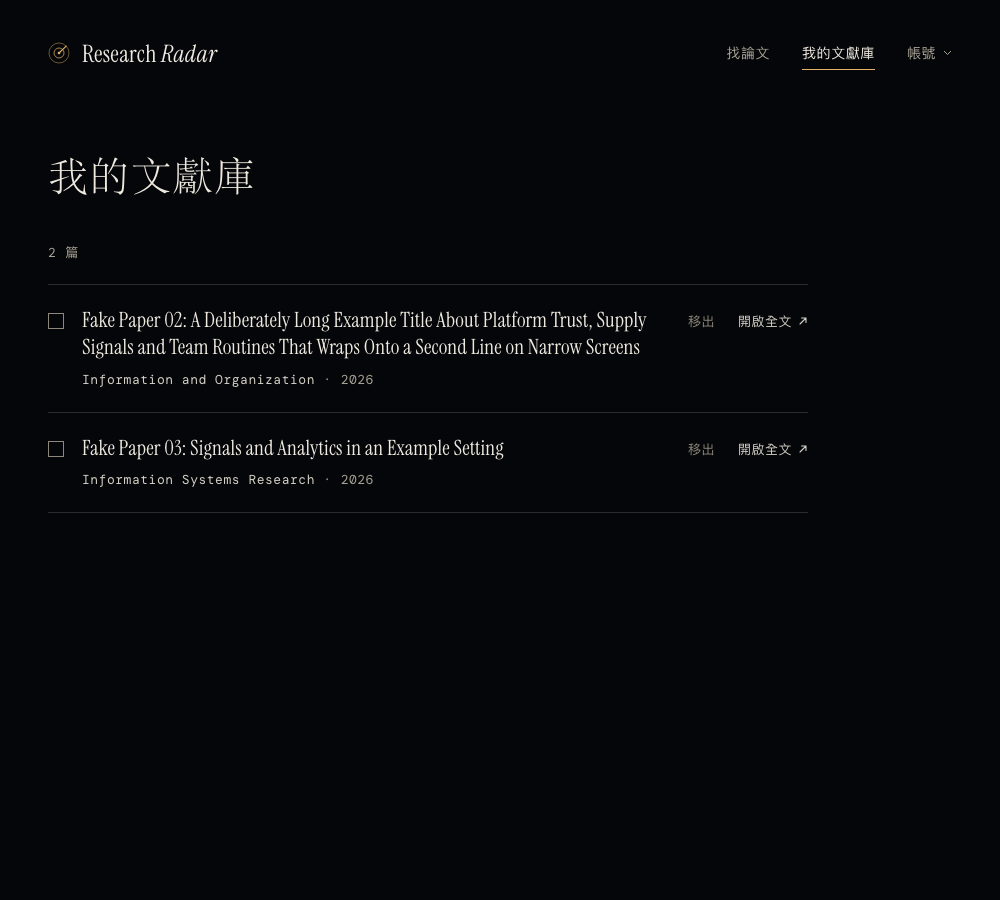 Research Radar
找論文
我的文獻庫
帳號
我的文獻庫
2 篇
Fake Paper 02: A Deliberately Long Example Title About Platform Trust, Supply
Signals and Team Routines That Wraps Onto a Second Line on Narrow Screens
移出
開啟全文 ↗
Information and Organization · 2026
Fake Paper 03: Signals and Analytics in an Example Setting
移出
開啟全文 ↗
Information Systems Research · 2026